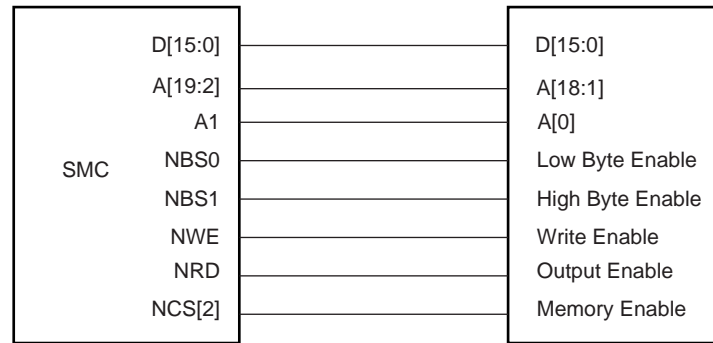 D[15:0] D[15:0]
A[19:2] A[18:1]
A1 A[0]
NBS0 Low Byte Enable
SMC
NBS1 High Byte Enable
NWE Write Enable
NRD Output Enable
NCS[2] Memory Enable